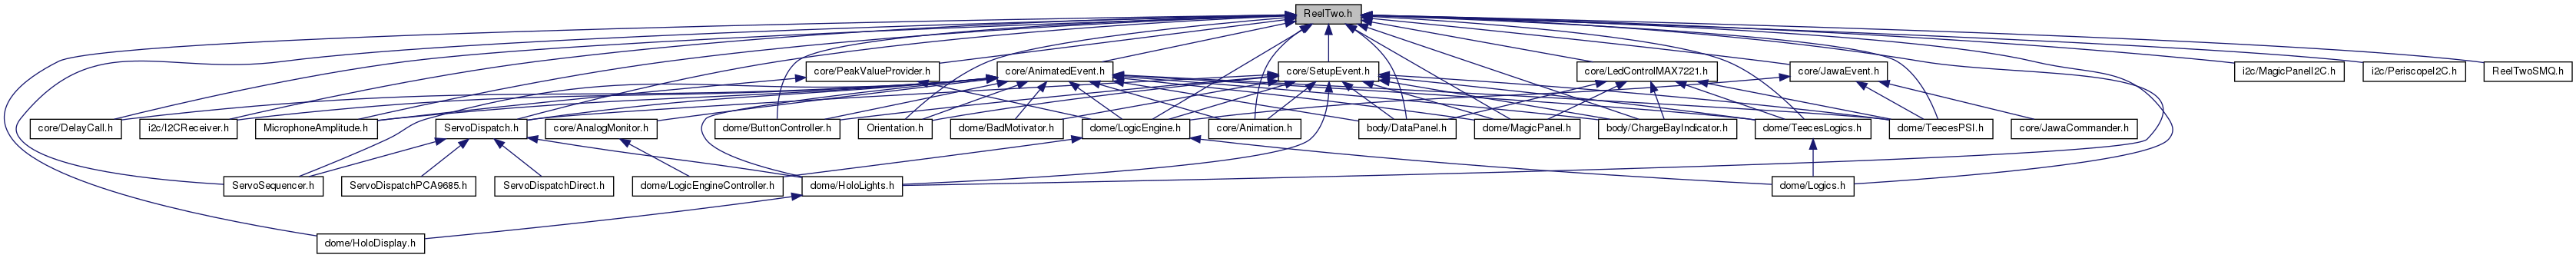 ReelTwo.h
core/PeakValueProvider.h
core/AnimatedEvent.h
core/SetupEvent.h
core/LedControlMAX7221.h
core/JawaEvent.h
i2c/MagicPanelI2C.h
i2c/PeriscopeI2C.h
ReelTwoSMQ.h
core/DelayCall.h
i2c/I2CReceiver.h
MicrophoneAmplitude.h
ServoDispatch.h
core/AnalogMonitor.h
dome/ButtonController.h
Orientation.h
dome/BadMotivator.h
dome/LogicEngine.h
core/Animation.h
body/DataPanel.h
dome/MagicPanel.h
body/ChargeBayIndicator.h
dome/TeecesLogics.h
dome/TeecesPSI.h
core/JawaCommander.h
ServoSequencer.h
ServoDispatchPCA9685.h
ServoDispatchDirect.h
dome/LogicEngineController.h
dome/HoloLights.h
dome/Logics.h
dome/HoloDisplay.h